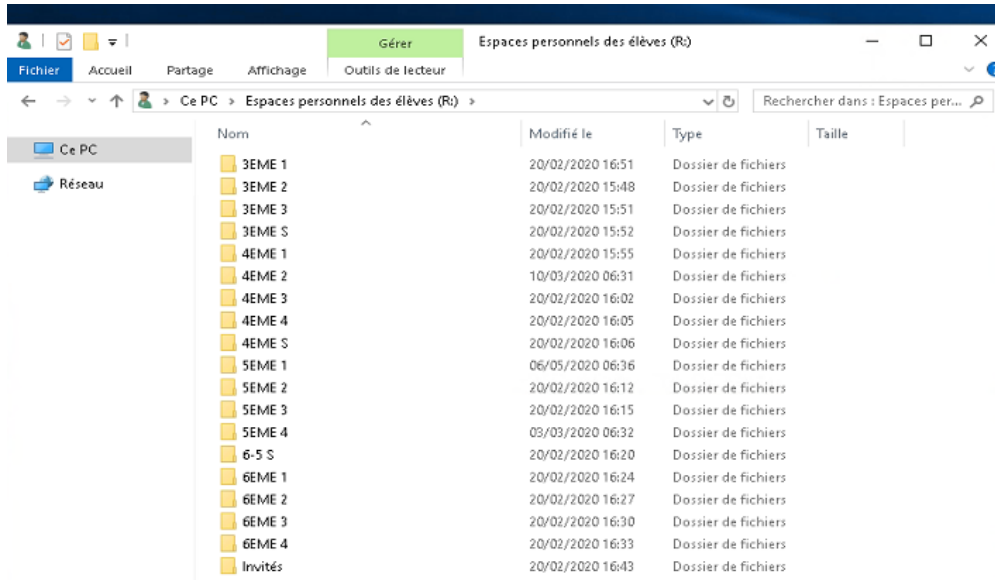 Gérer Espaces personnels des élèves (R:)
Fichier Accueil Partage Affichage Outils de lecteur
Ce PC > Espaces personnels des élèves (R:) > Rechercher dans : Espaces per...
Nom Modifié le Type Taille
Ce PC
Réseau
3EME 1 20/02/2020 16:51 Dossier de fichiers
3EME 2 20/02/2020 15:48 Dossier de fichiers
3EME 3 20/02/2020 15:51 Dossier de fichiers
3EME S 20/02/2020 15:52 Dossier de fichiers
4EME 1 20/02/2020 15:55 Dossier de fichiers
4EME 2 10/03/2020 06:31 Dossier de fichiers
4EME 3 20/02/2020 16:02 Dossier de fichiers
4EME 4 20/02/2020 16:05 Dossier de fichiers
4EME S 20/02/2020 16:06 Dossier de fichiers
5EME 1 06/05/2020 06:36 Dossier de fichiers
5EME 2 20/02/2020 16:12 Dossier de fichiers
5EME 3 20/02/2020 16:15 Dossier de fichiers
5EME 4 03/03/2020 06:32 Dossier de fichiers
6-5 S 20/02/2020 16:20 Dossier de fichiers
6EME 1 20/02/2020 16:24 Dossier de fichiers
6EME 2 20/02/2020 16:27 Dossier de fichiers
6EME 3 20/02/2020 16:30 Dossier de fichiers
6EME 4 20/02/2020 16:33 Dossier de fichiers
Invités 20/02/2020 16:43 Dossier de fichiers